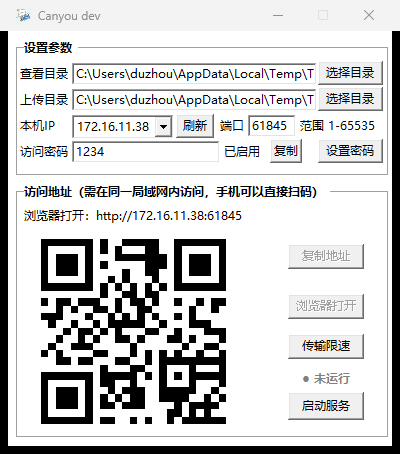 Canyou dev
设置参数
查看目录 C:\Users\duzhou\AppData\Local\Temp\T 选择目录
上传目录 C:\Users\duzhou\AppData\Local\Temp\T 选择目录
本机IP 172.16.11.38 刷新 端口 61845 范围 1-65535
访问密码 1234 已启用 复制 设置密码
访问地址（需在同一局域网内访问，手机可以直接扫码）
浏览器打开：http://172.16.11.38:61845
复制地址
浏览器打开
传输限速
● 未运行
启动服务